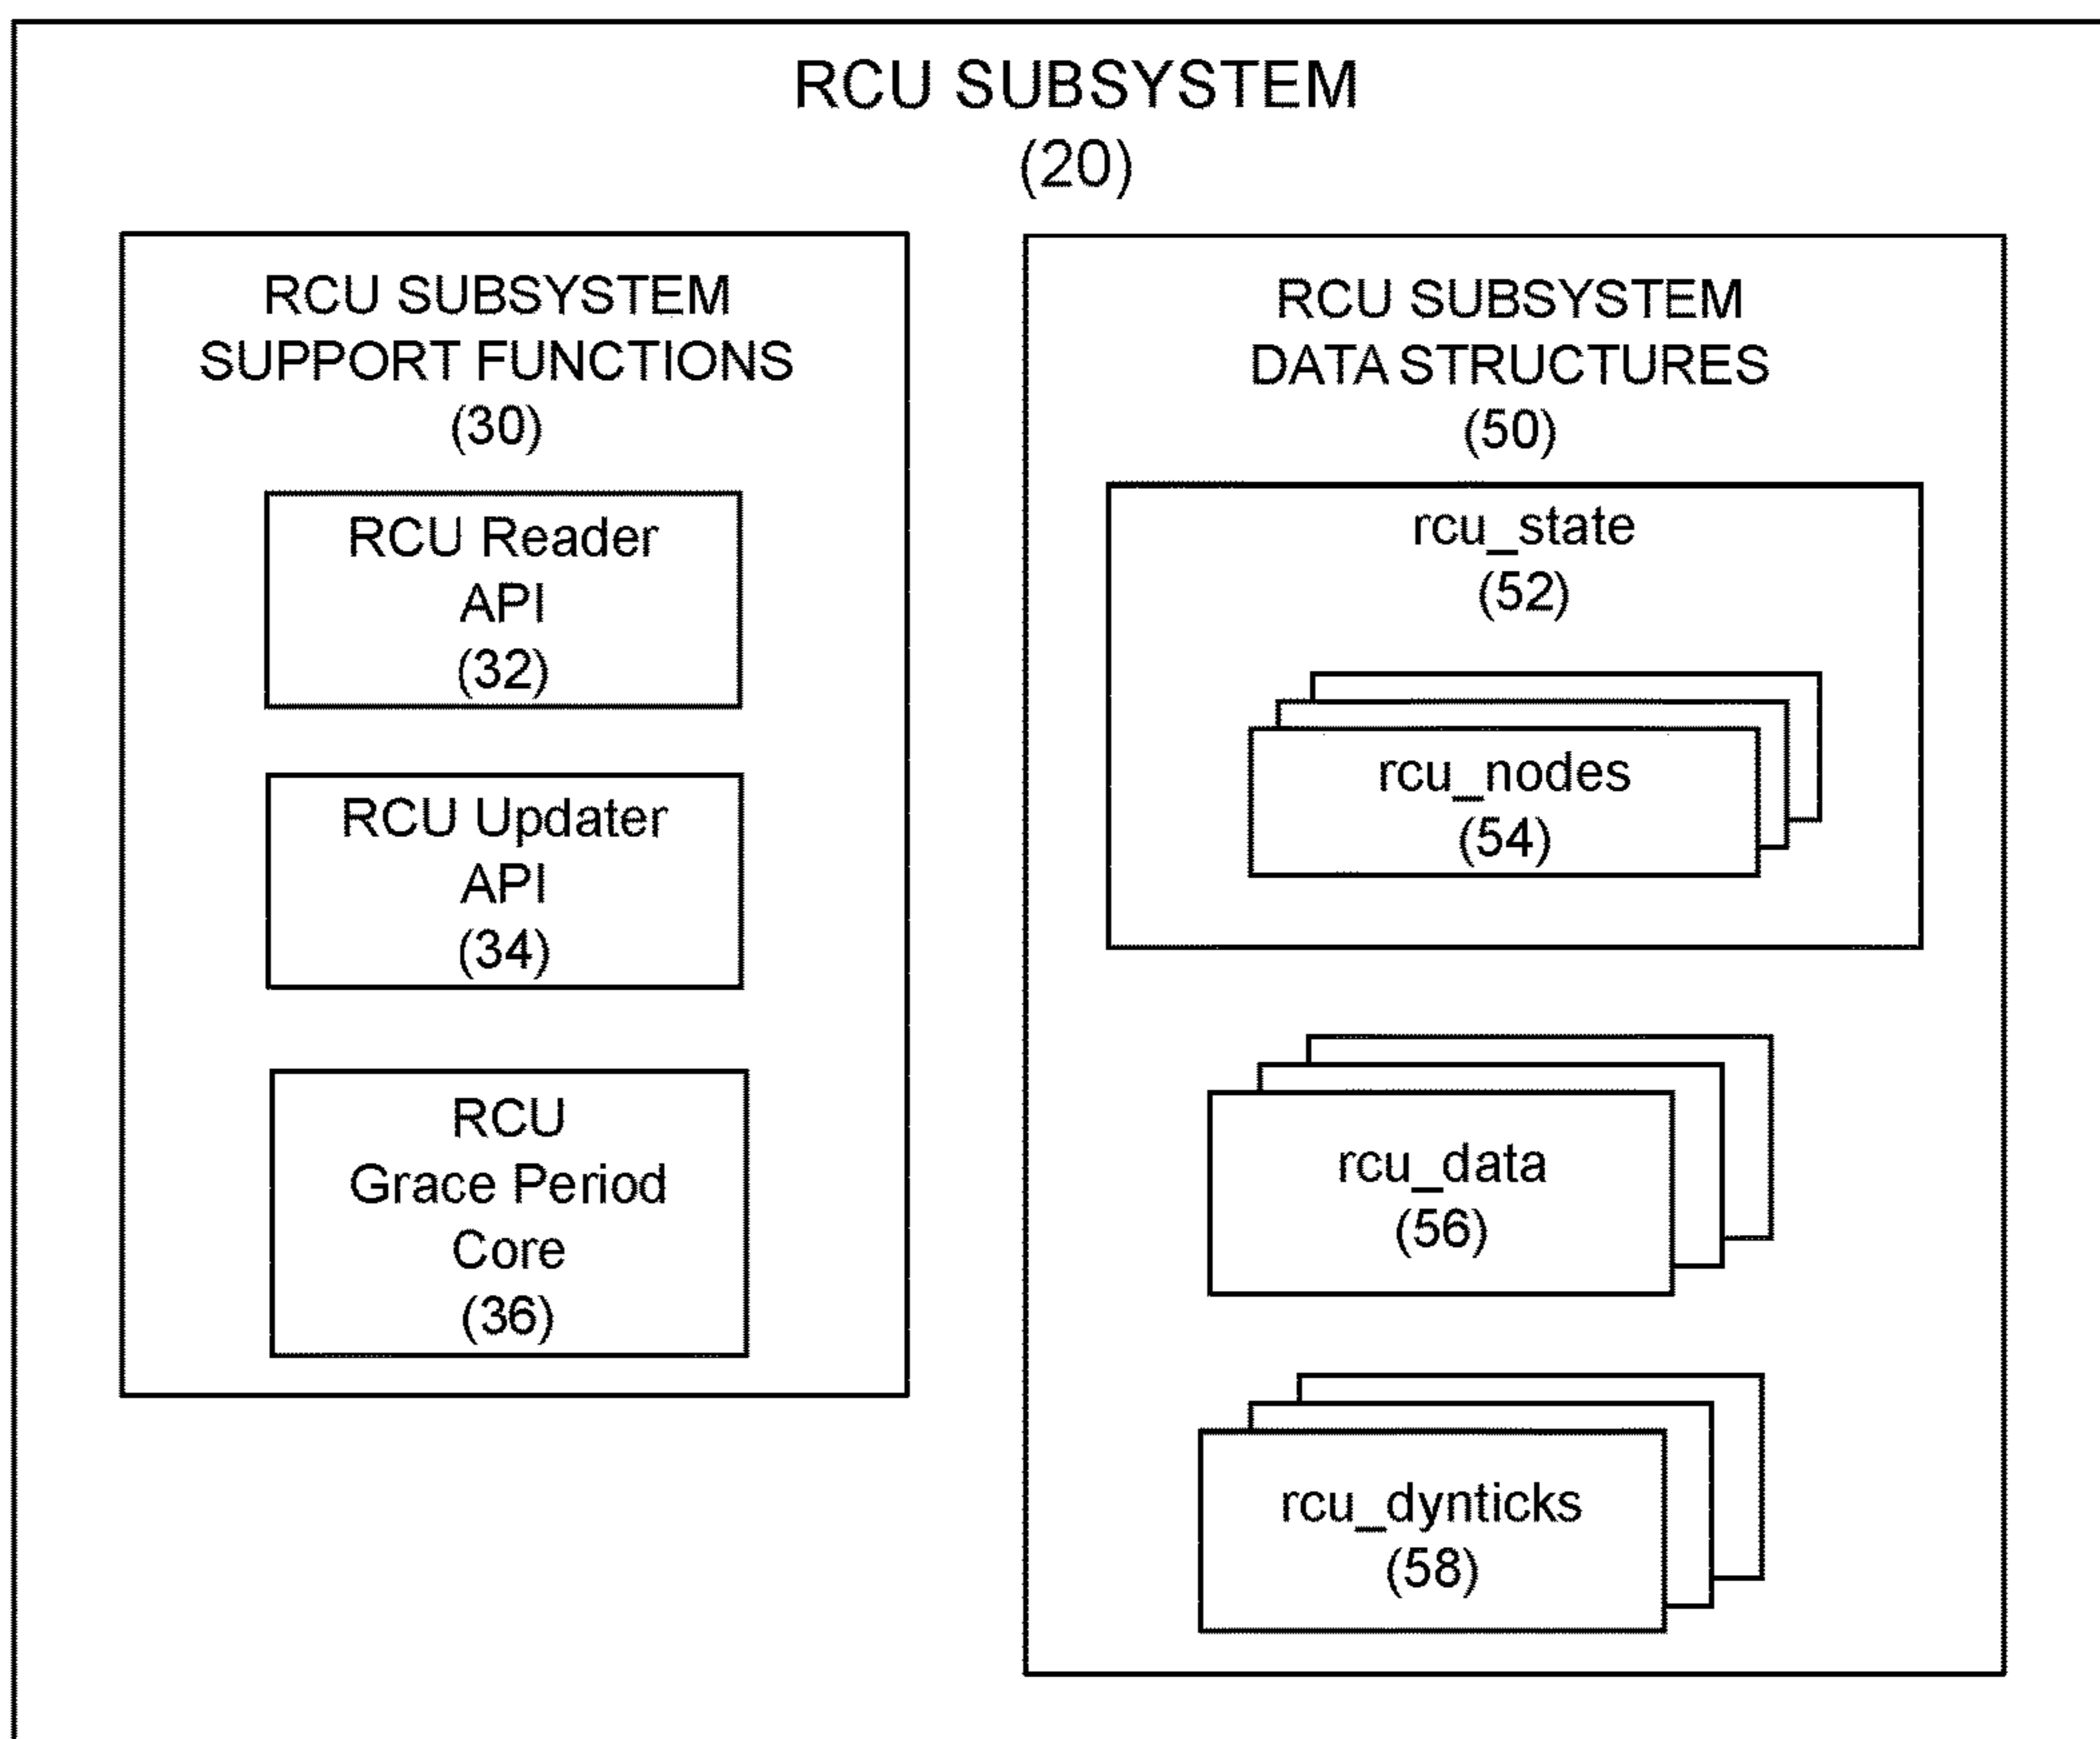 RCU SUBSYSTEM
(20)
RCU SUBSYSTEM
SUPPORT FUNCTIONS
(30)
RCU Reader
API
(32)
RCU Updater
API
(34)
RCU
Grace Period
Core
(36)
RCU SUBSYSTEM
DATA STRUCTURES
(50)
rcu_state
(52)
rcu_nodes
(54)
rcu_data
(56)
rcu_dynticks
(58)